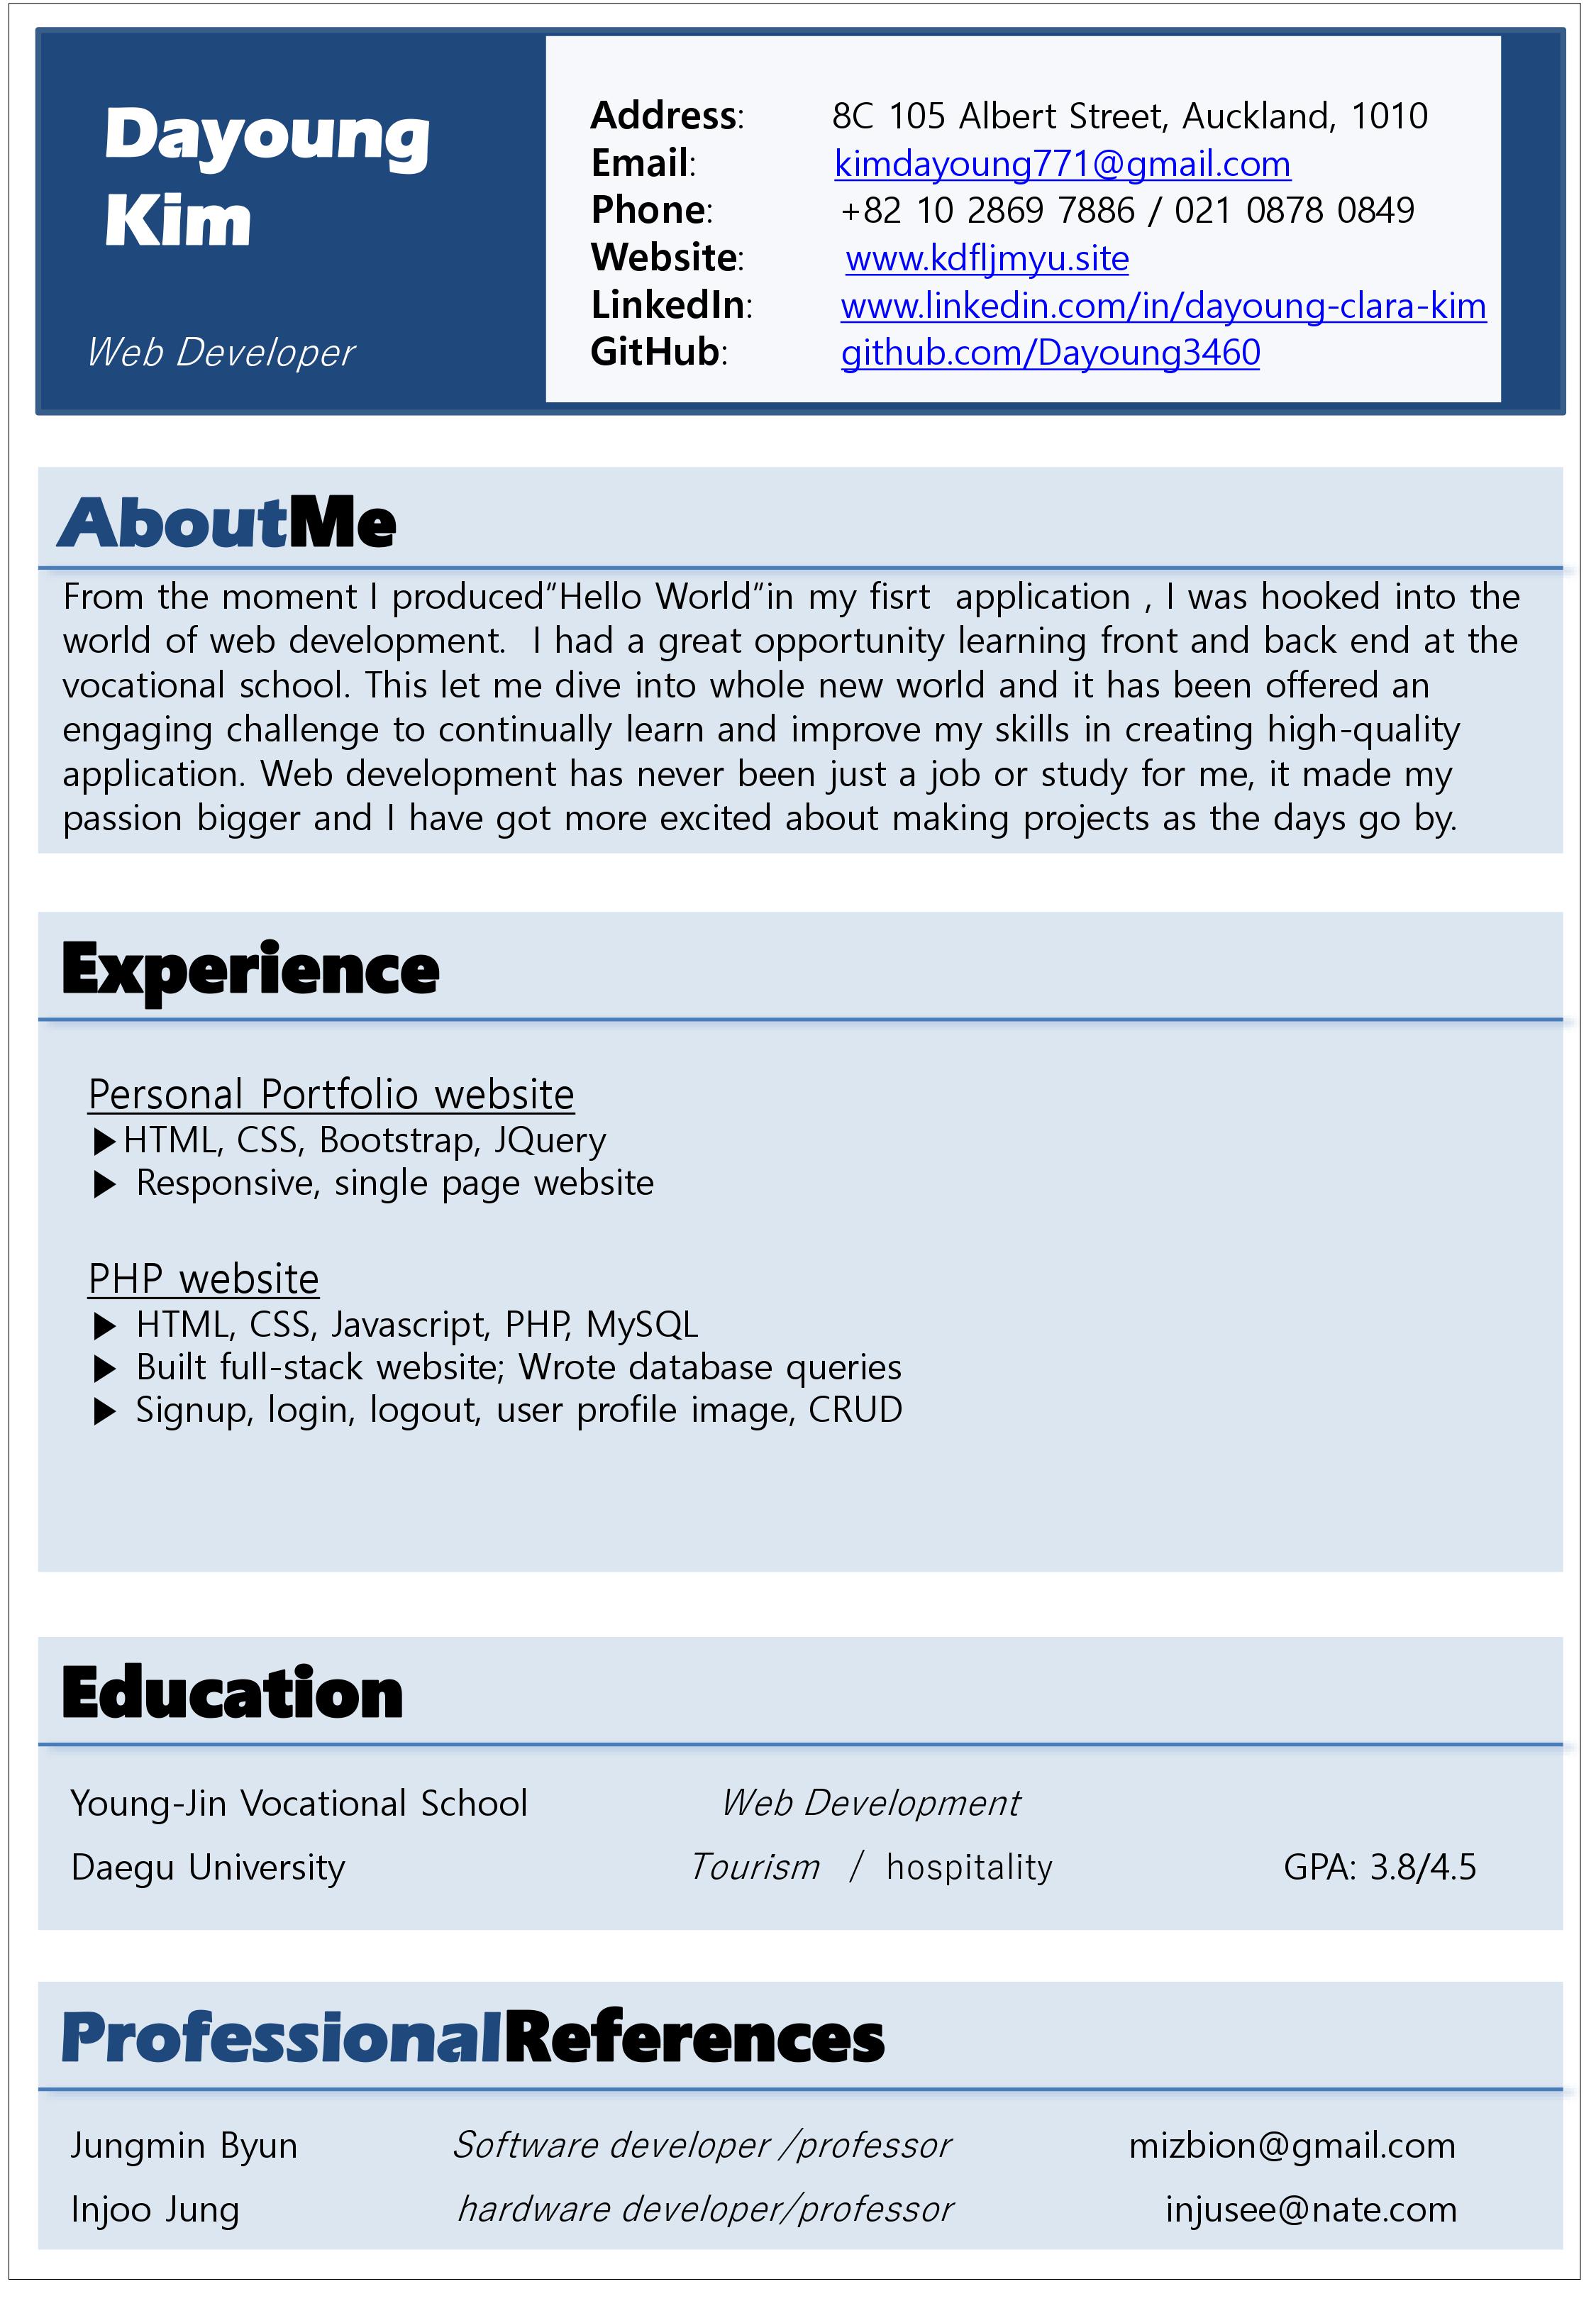 Dayoung
Kim
Web Developer
Address: 8C 105 Albert Street, Auckland, 1010
Email: kimdayoung771@gmail.com
Phone: +82 10 2869 7886 / 021 0878 0849
Website: www.kdfljmyu.site
LinkedIn: www.linkedin.com/in/dayoung-clara-kim
GitHub: github.com/Dayoung3460
AboutMe
From the moment I produced"Hello World"in my fisrt application , I was hooked into the
world of web development. I had a great opportunity learning front and back end at the
vocational school. This let me dive into whole new world and it has been offered an
engaging challenge to continually learn and improve my skills in creating high-quality
application. Web development has never been just a job or study for me, it made my
passion bigger and I have got more excited about making projects as the days go by.
Experience
Personal Portfolio website
▶HTML, CSS, Bootstrap, JQuery
▶ Responsive, single page website
PHP website
▶ HTML, CSS, Javascript, PHP, MySQL
▶ Built full-stack website; Wrote database queries
▶ Signup, login, logout, user profile image, CRUD
Education
Young-Jin Vocational School Web Development
Daegu University Tourism / hospitality GPA: 3.8/4.5
ProfessionalReferences
Jungmin Byun Software developer /professor mizbion@gmail.com
Injoo Jung hardware developer/professor injusee@nate.com